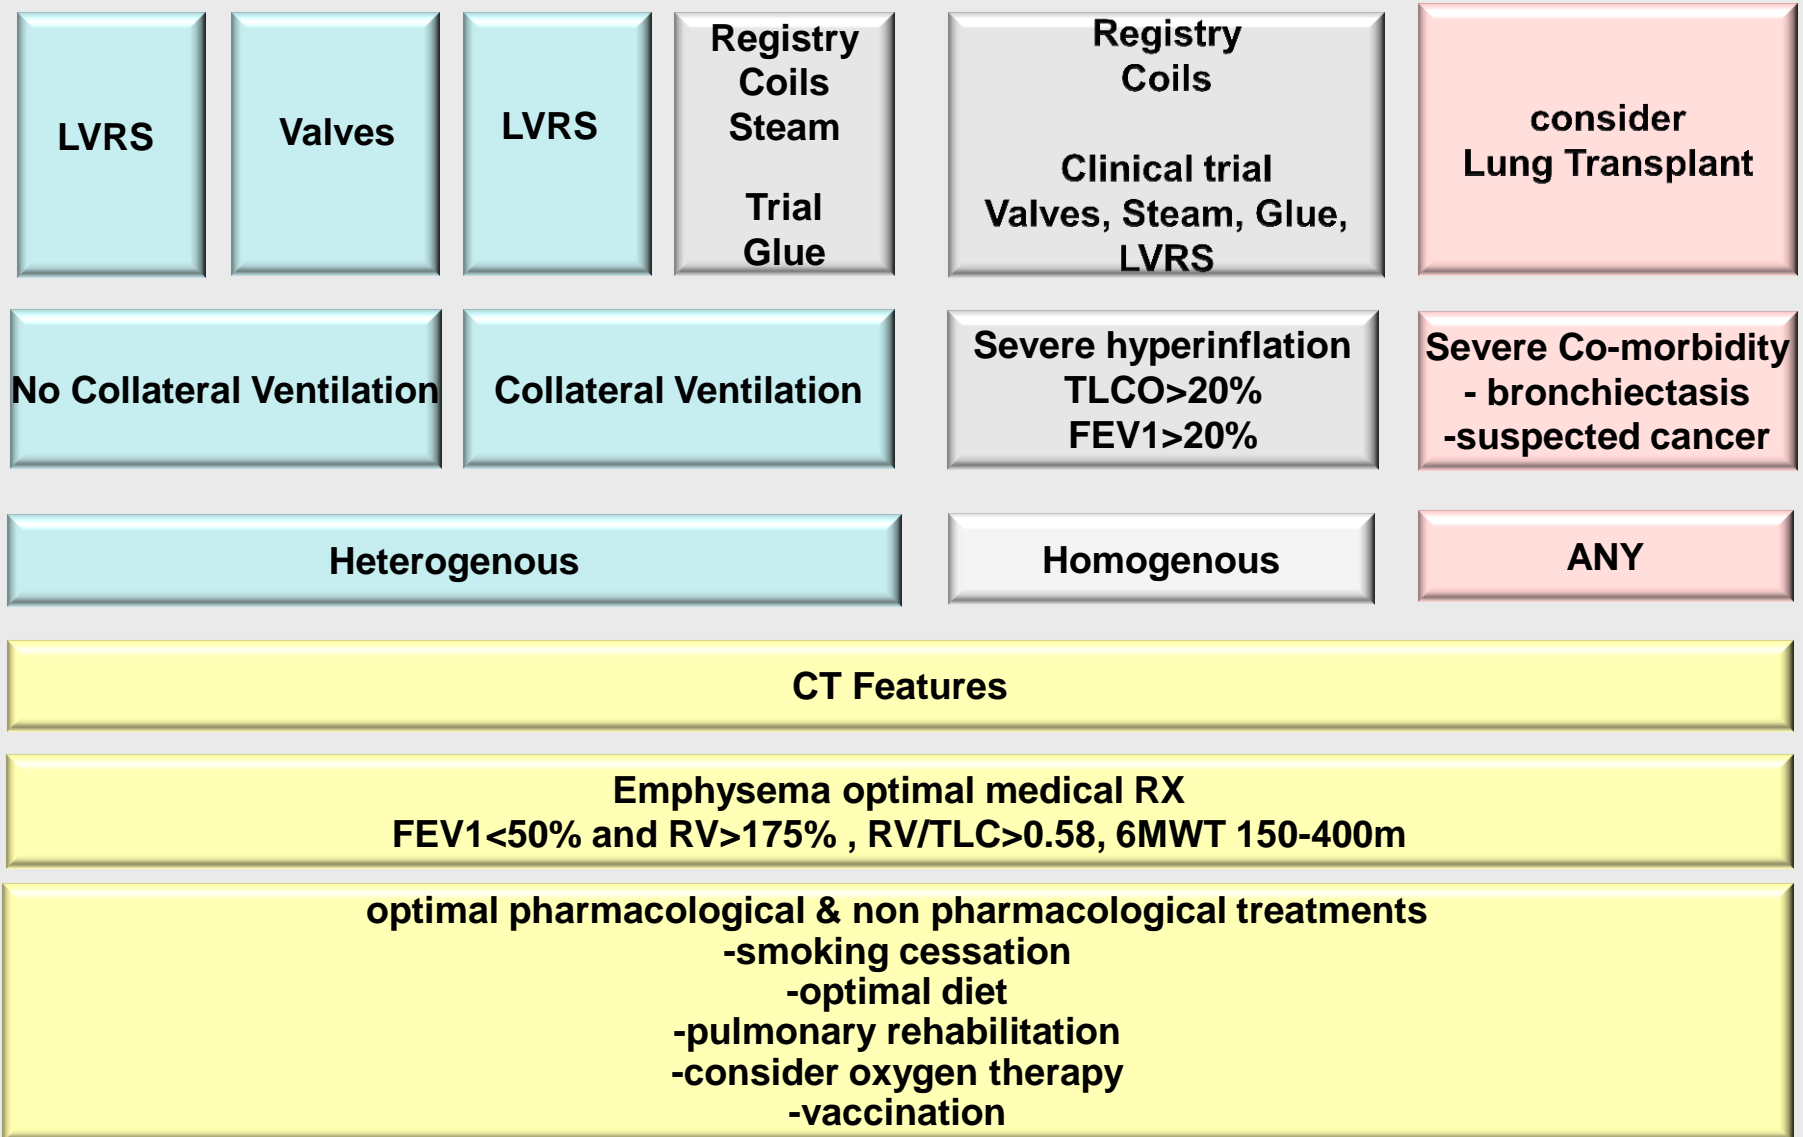 LVRS
Valves
LVRS
Registry
Coils
Steam
Trial
Glue
Registry
Coils
Clinical trial
Valves, Steam, Glue,
LVRS
consider
Lung Transplant
No Collateral Ventilation
Collateral Ventilation
Severe hyperinflation
TLCO>20%
FEV1>20%
Severe Co-morbidity
- bronchiectasis
-suspected cancer
Heterogenous
Homogenous
ANY
CT Features
Emphysema optimal medical RX
FEV1<50% and RV>175% , RV/TLC>0.58, 6MWT 150-400m
optimal pharmacological & non pharmacological treatments
-smoking cessation
-optimal diet
-pulmonary rehabilitation
-consider oxygen therapy
-vaccination